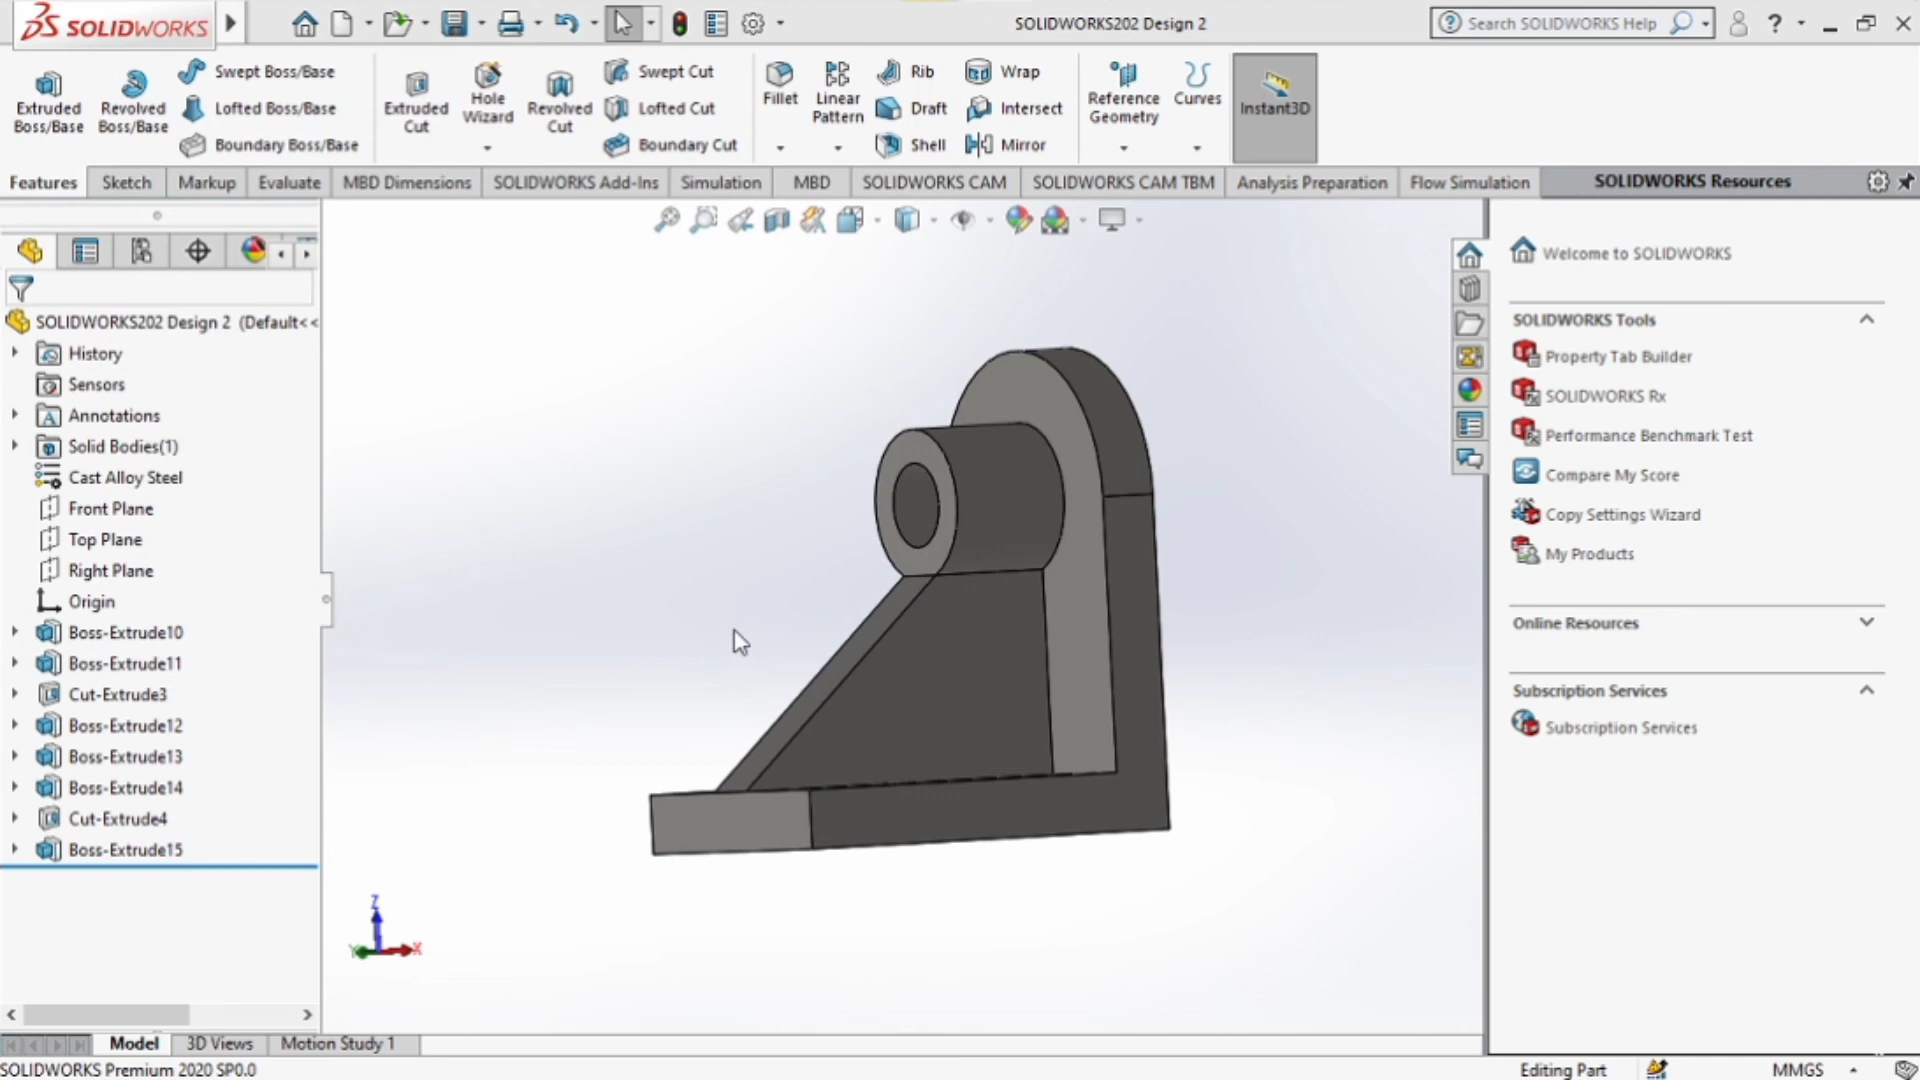 SOLIDWORKS
SOLIDWORKS202 Design 2
Search SOLIDWORKS Help
?
Extruded Boss/Base
Revolved Boss/Base
Swept Boss/Base
Lofted Boss/Base
Boundary Boss/Base
Extruded Cut
Hole Wizard
Revolved Cut
Swept Cut
Lofted Cut
Boundary Cut
Fillet
Linear Pattern
Rib
Draft
Shell
Wrap
Intersect
Mirror
Reference Geometry
Curves
Instant3D
Features
Sketch
Markup
Evaluate
MBD Dimensions
SOLIDWORKS Add-Ins
Simulation
MBD
SOLIDWORKS CAM
SOLIDWORKS CAM TBM
Analysis Preparation
Flow Simulation
SOLIDWORKS Resources
SOLIDWORKS202 Design 2 (Default<<
History
Sensors
Annotations
Solid Bodies(1)
Cast Alloy Steel
Front Plane
Top Plane
Right Plane
Origin
Boss-Extrude10
Boss-Extrude11
Cut-Extrude3
Boss-Extrude12
Boss-Extrude13
Boss-Extrude14
Cut-Extrude4
Boss-Extrude15
Z
Y
X
Welcome to SOLIDWORKS
SOLIDWORKS Tools
Property Tab Builder
SOLIDWORKS Rx
Performance Benchmark Test
Compare My Score
Copy Settings Wizard
My Products
Online Resources
Subscription Services
Subscription Services
Model
3D Views
Motion Study 1
SOLIDWORKS Premium 2020 SP0.0
Editing Part
MMGS